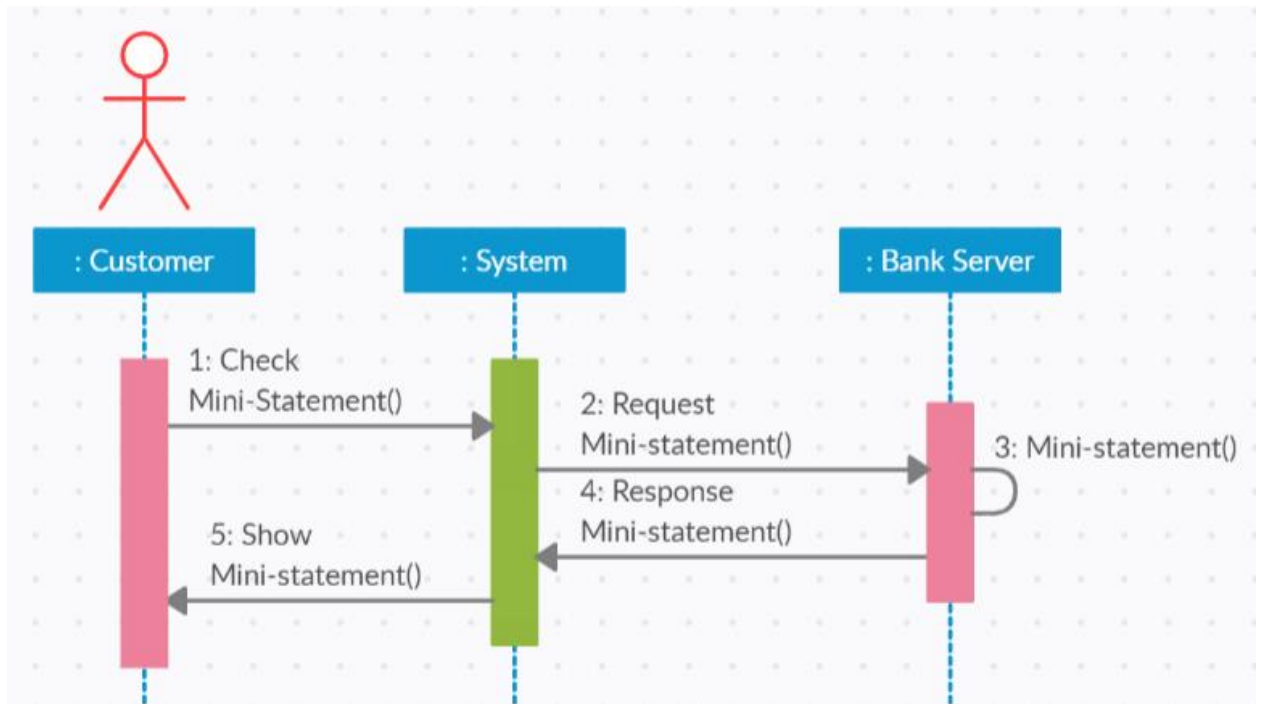 : Customer
: System
: Bank Server
1: Check
Mini-Statement()
2: Request
Mini-statement()
3: Mini-statement()
4: Response
Mini-statement()
5: Show
Mini-statement()